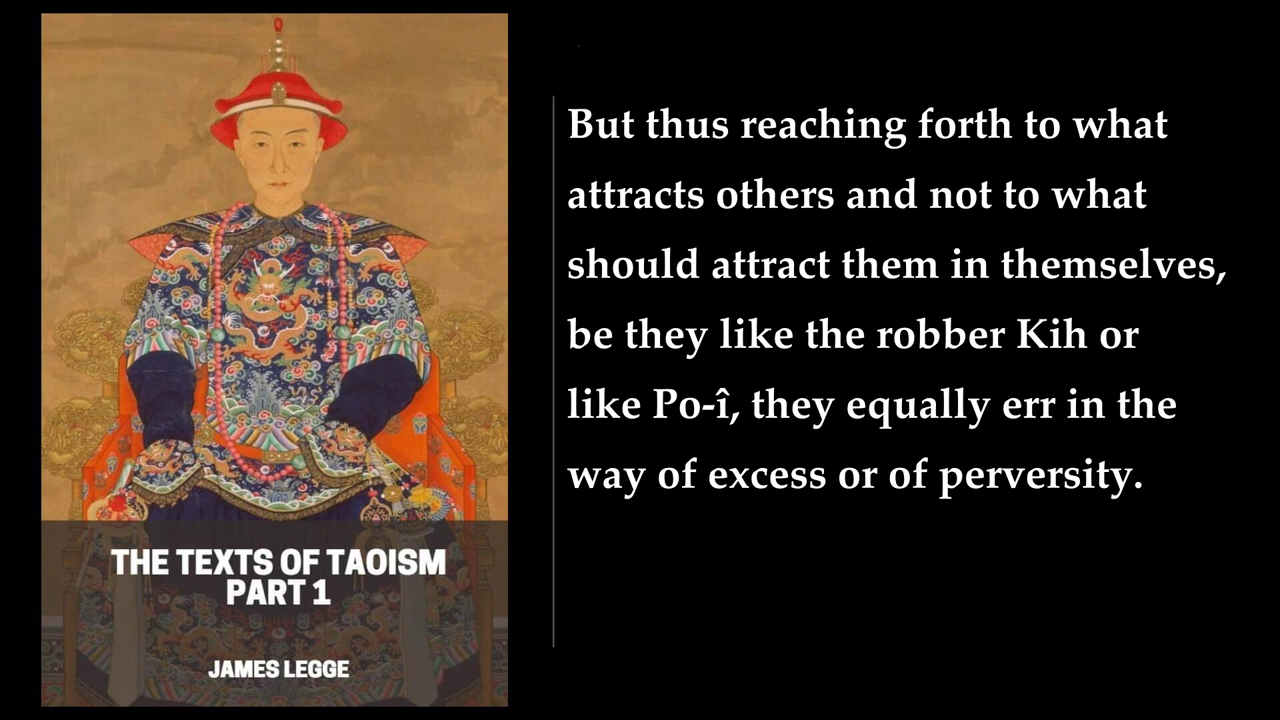 THE TEXTS OF TAOISM
PART 1
JAMES LEGGE
But thus reaching forth to what
attracts others and not to what
should attract them in themselves,
be they like the robber Kih or
like Po-î, they equally err in the
way of excess or of perversity.